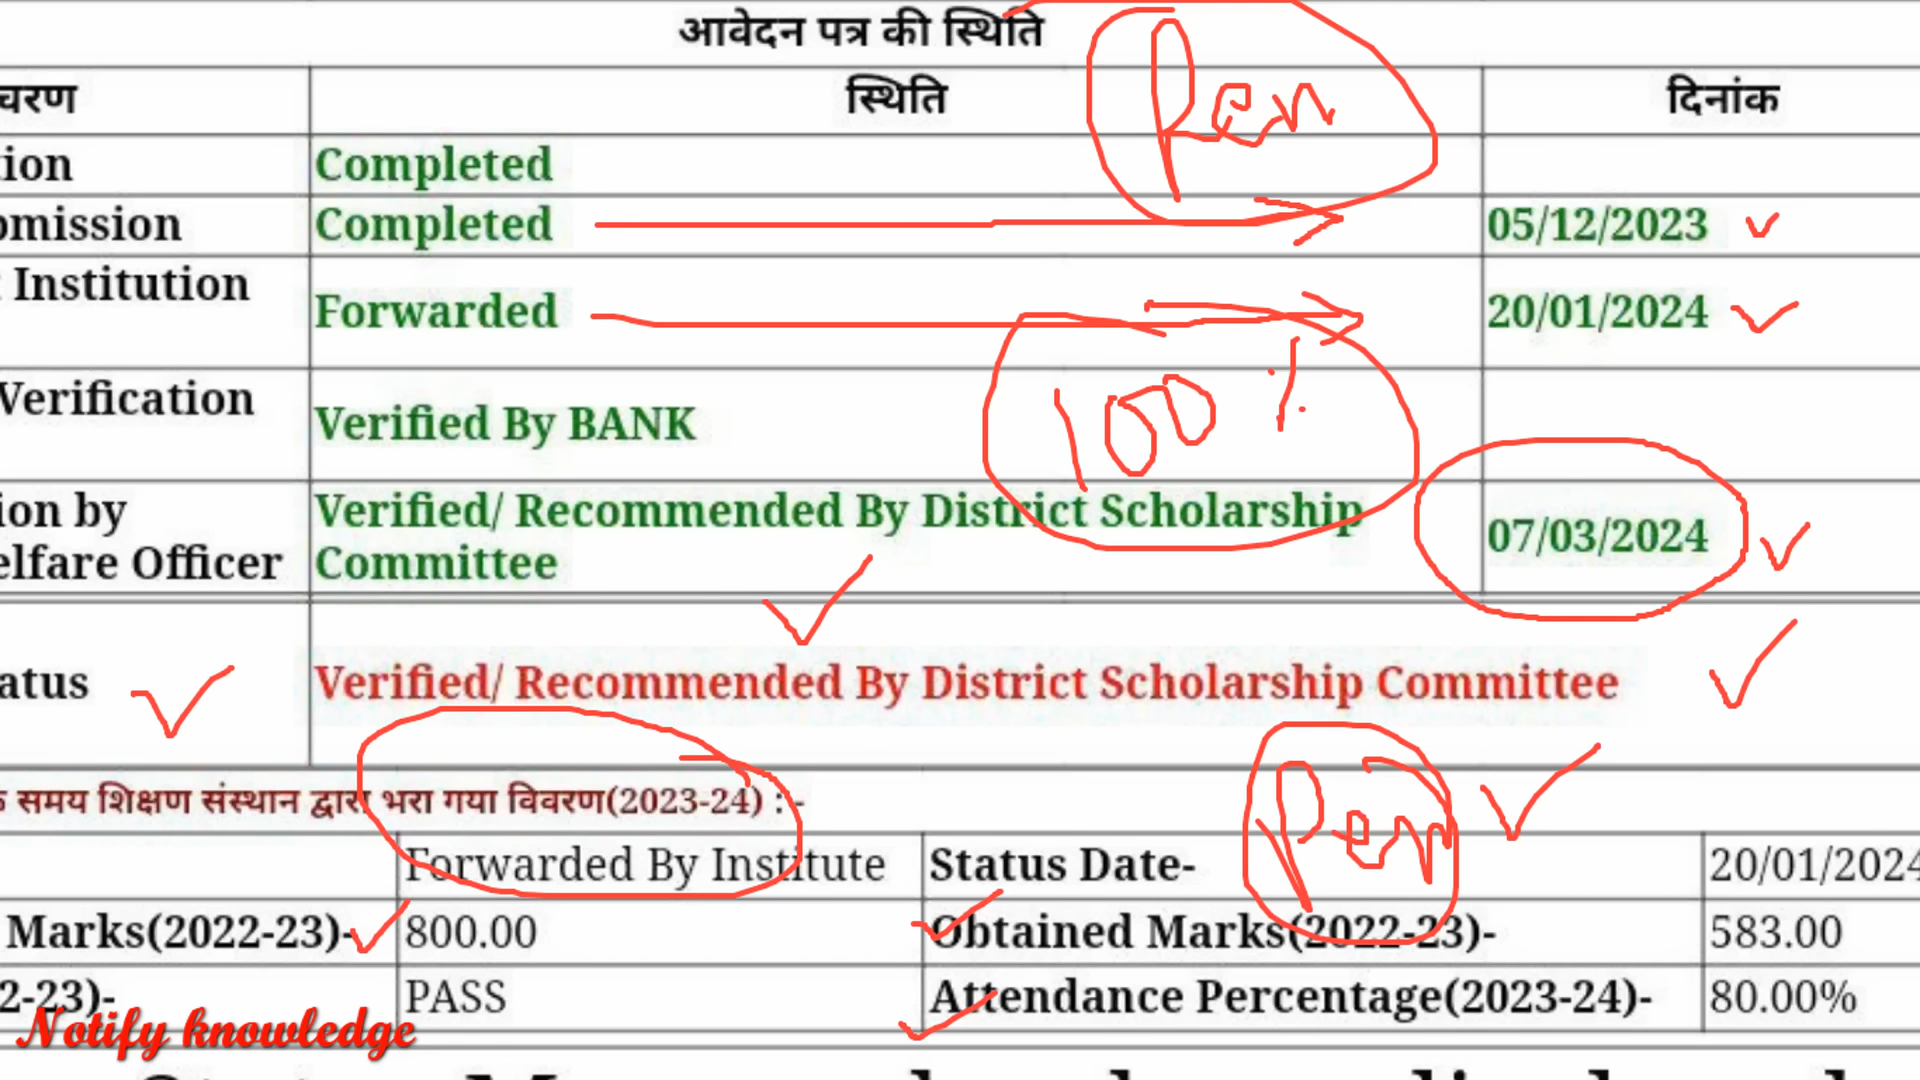 आवेदन पत्र की स्थिति
चरण स्थिति दिनांक
tion Completed
bmission Completed 05/12/2023
t Institution
Forwarded 20/01/2024
Verification
Verified By BANK
ion by Verified/ Recommended By District Scholarship
elfare Officer Committee
07/03/2024
atus Verified/ Recommended By District Scholarship Committee
के समय शिक्षण संस्थान द्वारा भरा गया विवरण(2023-24) :-
Forwarded By Institute Status Date- 20/01/2024
Marks(2022-23)- 800.00 Obtained Marks(2022-23)- 583.00
2-23)- PASS Attendance Percentage(2023-24)- 80.00%
Notify knowledge
100 %
Pen